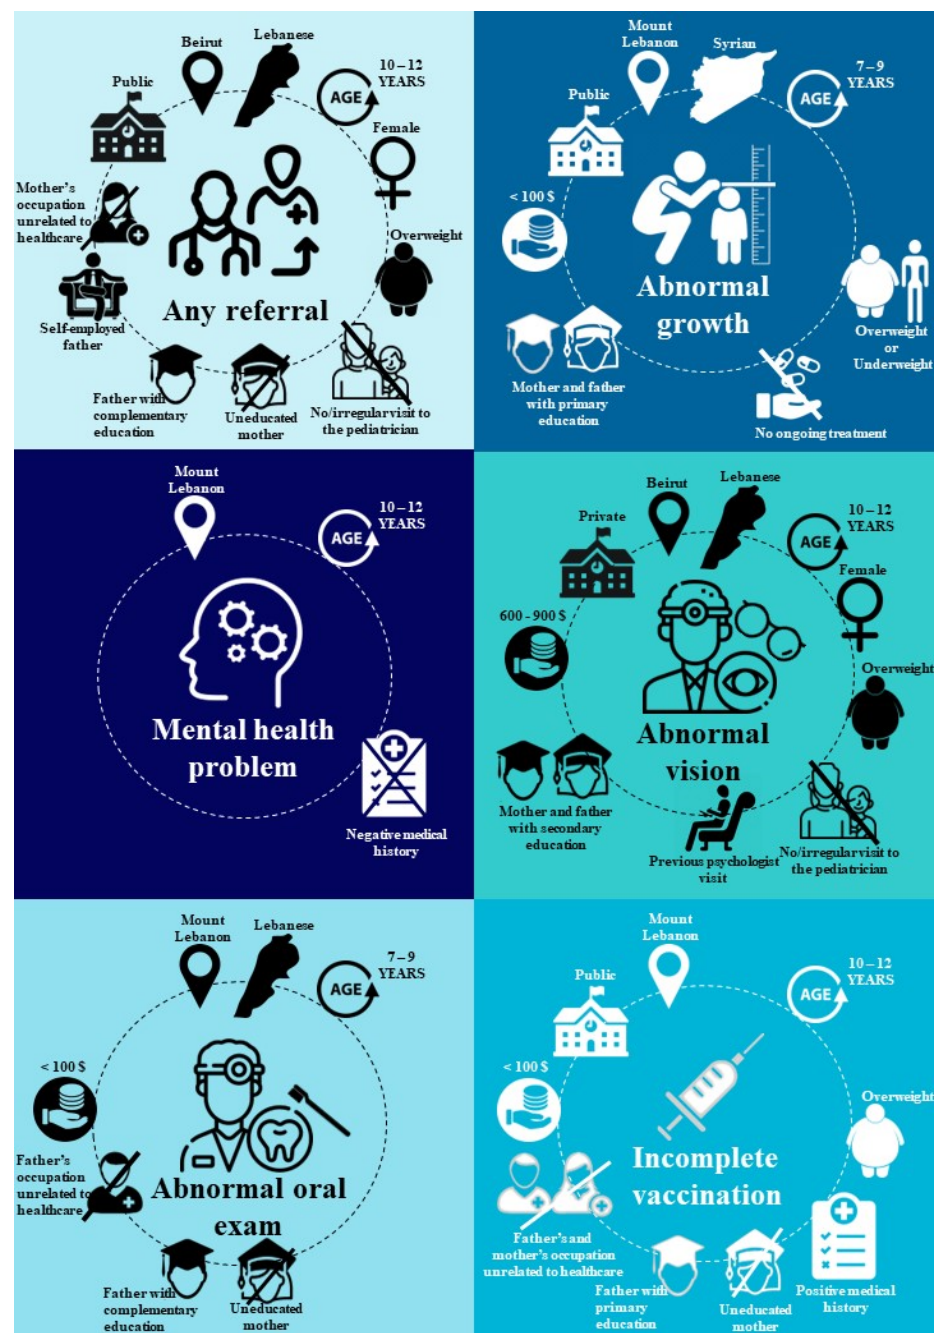 Beirut
Lebanese
10 – 12
YEARS
AGE
Public
Female
Mother's
occupation
unrelated to
healthcare
Overweight
Self-employed
father
Any referral
Father with
complementary
education
Uneducated
mother
No/irregular visit to
the pediatrician
Mount
Lebanon
Syrian
7 – 9
YEARS
AGE
Public
< 100 $
Abnormal
growth
Overweight
or
Underweight
Mother and father
with primary
education
No ongoing treatment
Mount
Lebanon
10 – 12
YEARS
AGE
Mental health
problem
Negative medical
history
Beirut
Lebanese
10 – 12
YEARS
AGE
Private
Female
600 - 900 $
Overweight
Abnormal
vision
Mother and father
with secondary
education
Previous psychologist
visit
No/irregular visit to
the pediatrician
Mount
Lebanon
Lebanese
7 – 9
YEARS
AGE
< 100 $
Father's
occupation
unrelated to
healthcare
Abnormal oral
exam
Father with
complementary
education
Uneducated
mother
Mount
Lebanon
10 – 12
YEARS
AGE
Public
< 100 $
Overweight
Incomplete
vaccination
Father's and
mother's occupation
unrelated to healthcare
Father with
primary
education
Uneducated
mother
Positive medical
history